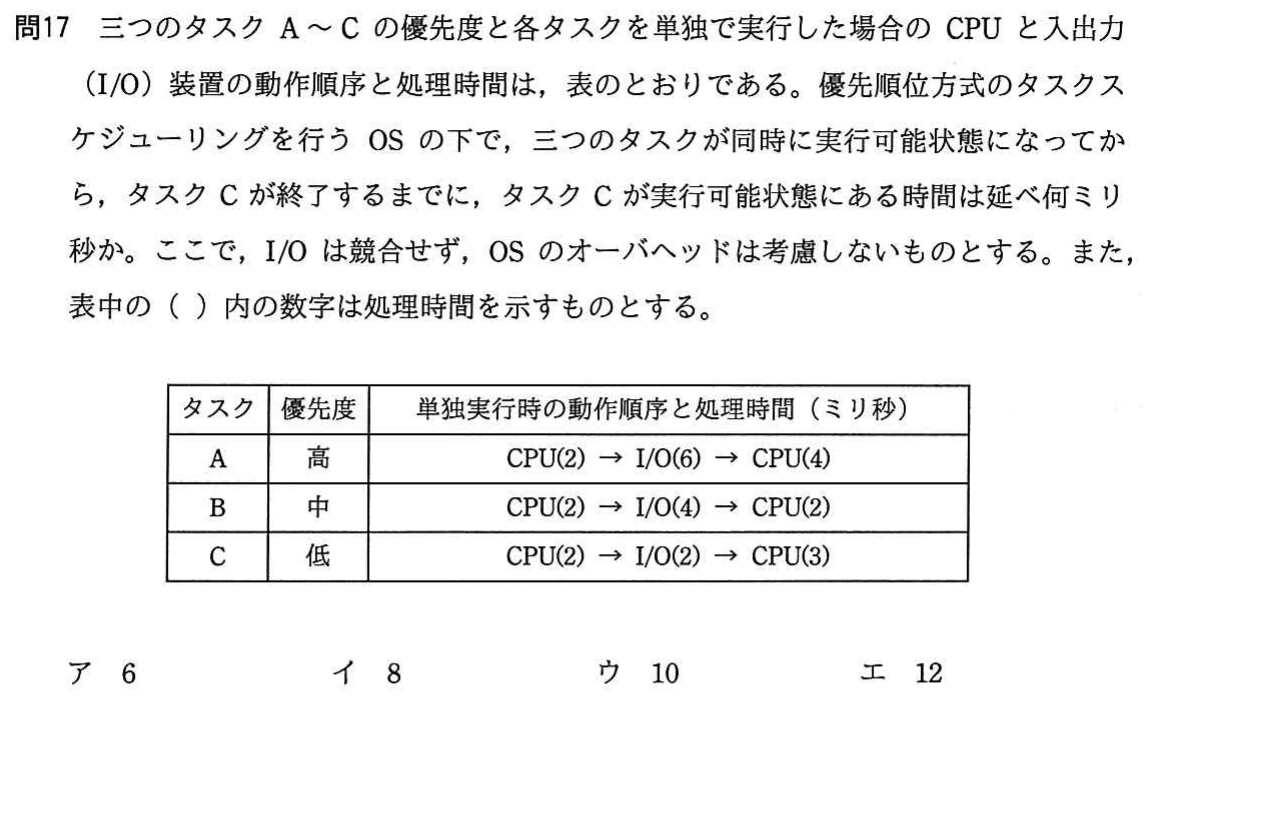 問17 三つのタスク A～C の優先度と各タスクを単独で実行した場合の CPU と入出力
（I/O）装置の動作順序と処理時間は，表のとおりである。優先順位方式のタスクス
ケジューリングを行う OS の下で，三つのタスクが同時に実行可能状態になってか
ら，タスク C が終了するまでに，タスク C が実行可能状態にある時間は延べ何ミリ
秒か。ここで，I/O は競合せず，OS のオーバヘッドは考慮しないものとする。また，
表中の（ ）内の数字は処理時間を示すものとする。
タスク 優先度 単独実行時の動作順序と処理時間（ミリ秒）
A 高 CPU(2) → I/O(6) → CPU(4)
B 中 CPU(2) → I/O(4) → CPU(2)
C 低 CPU(2) → I/O(2) → CPU(3)
ア 6 イ 8 ウ 10 エ 12